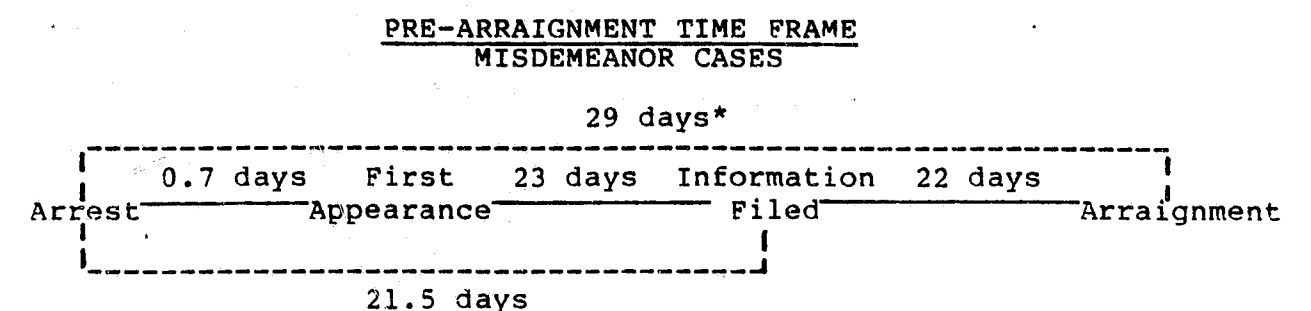 PRE-ARRAIGNMENT TIME FRAME
MISDEMEANOR CASES
29 days*
0.7 days First 23 days Information 22 days
Arrest Appearance Filed Arraignment
21.5 days